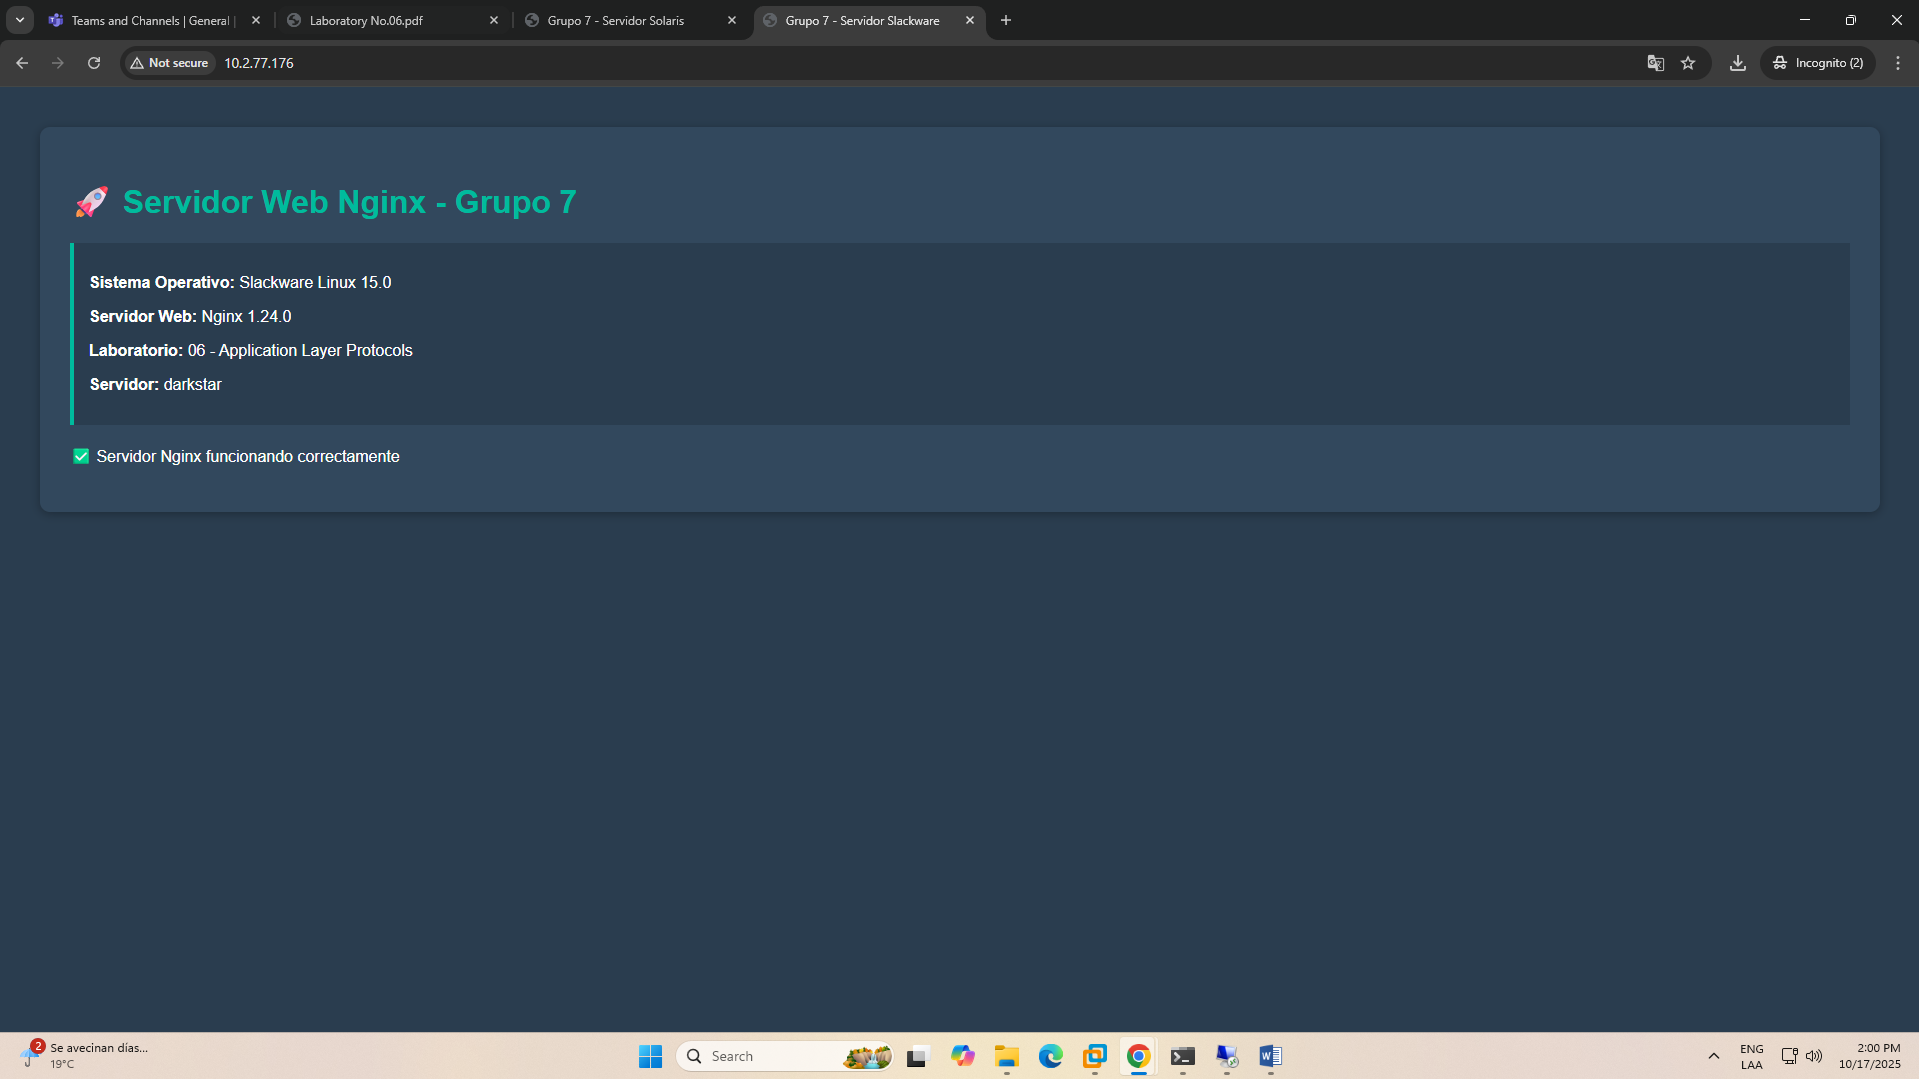 Teams and Channels | General
Laboratory No.06.pdf
Grupo 7 - Servidor Solaris
Grupo 7 - Servidor Slackware
Not secure
10.2.77.176
Incognito (2)
Servidor Web Nginx - Grupo 7
Sistema Operativo: Slackware Linux 15.0
Servidor Web: Nginx 1.24.0
Laboratorio: 06 - Application Layer Protocols
Servidor: darkstar
Servidor Nginx funcionando correctamente
2
Se avecinan días...
19°C
Search
ENG
LAA
2:00 PM
10/17/2025